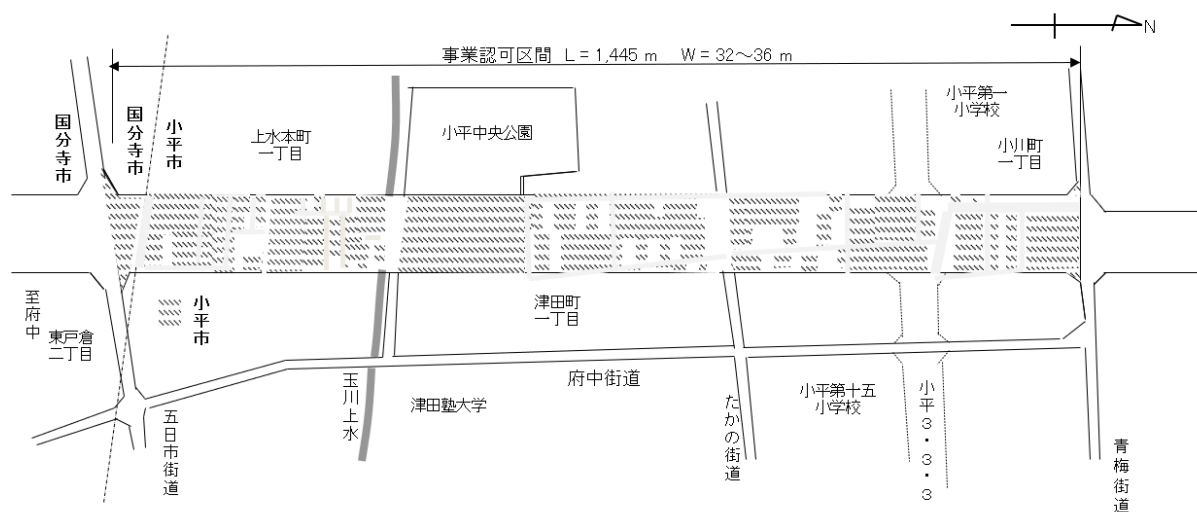 N
事業認可区間 L = 1,445 m W = 32～36 m
国分寺市
国分寺市
小平市
上水本町
一丁目
小平中央公園
小平第一
小学校
小川町
一丁目
至府中
東戸倉
二丁目
小平市
津田町
一丁目
五日市街道
玉川上水
津田塾大学
府中街道
たかの街道
小平第十五
小学校
小平3・3・3
青梅街道